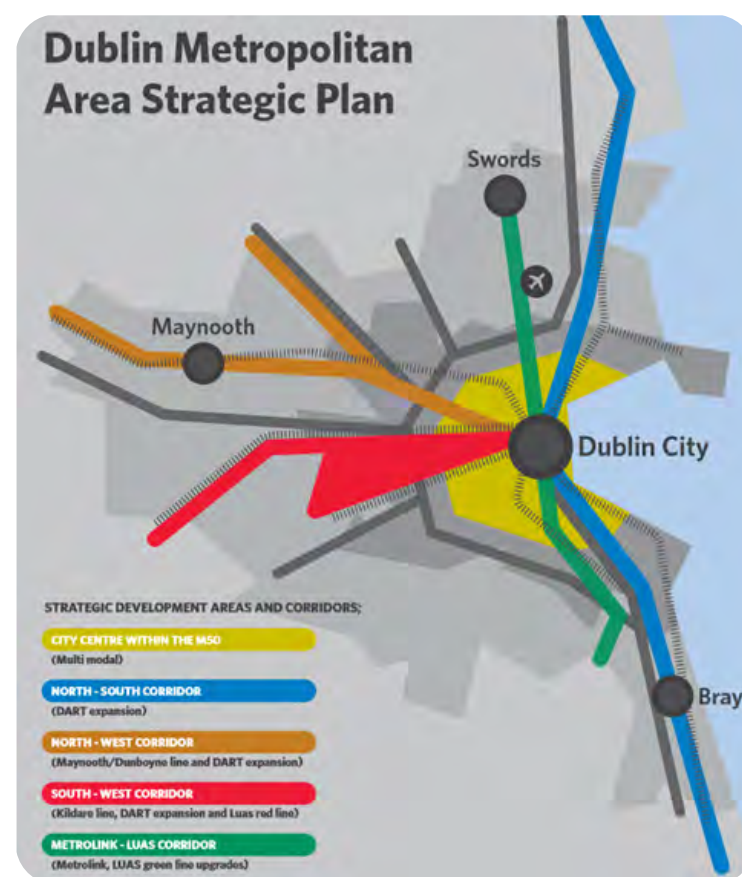 Dublin Metropolitan
Area Strategic Plan
Swords
Maynooth
Dublin City
Bray
STRATEGIC DEVELOPMENT AREAS AND CORRIDORS;
CITY CENTRE WITHIN THE M50
(Multi modal)
NORTH - SOUTH CORRIDOR
(DART expansion)
NORTH - WEST CORRIDOR
(Maynooth/Dunboyne line and DART expansion)
SOUTH - WEST CORRIDOR
(Kildare line, DART expansion and Luas red line)
METROLINK - LUAS CORRIDOR
(Metrolink, LUAS green line upgrades)